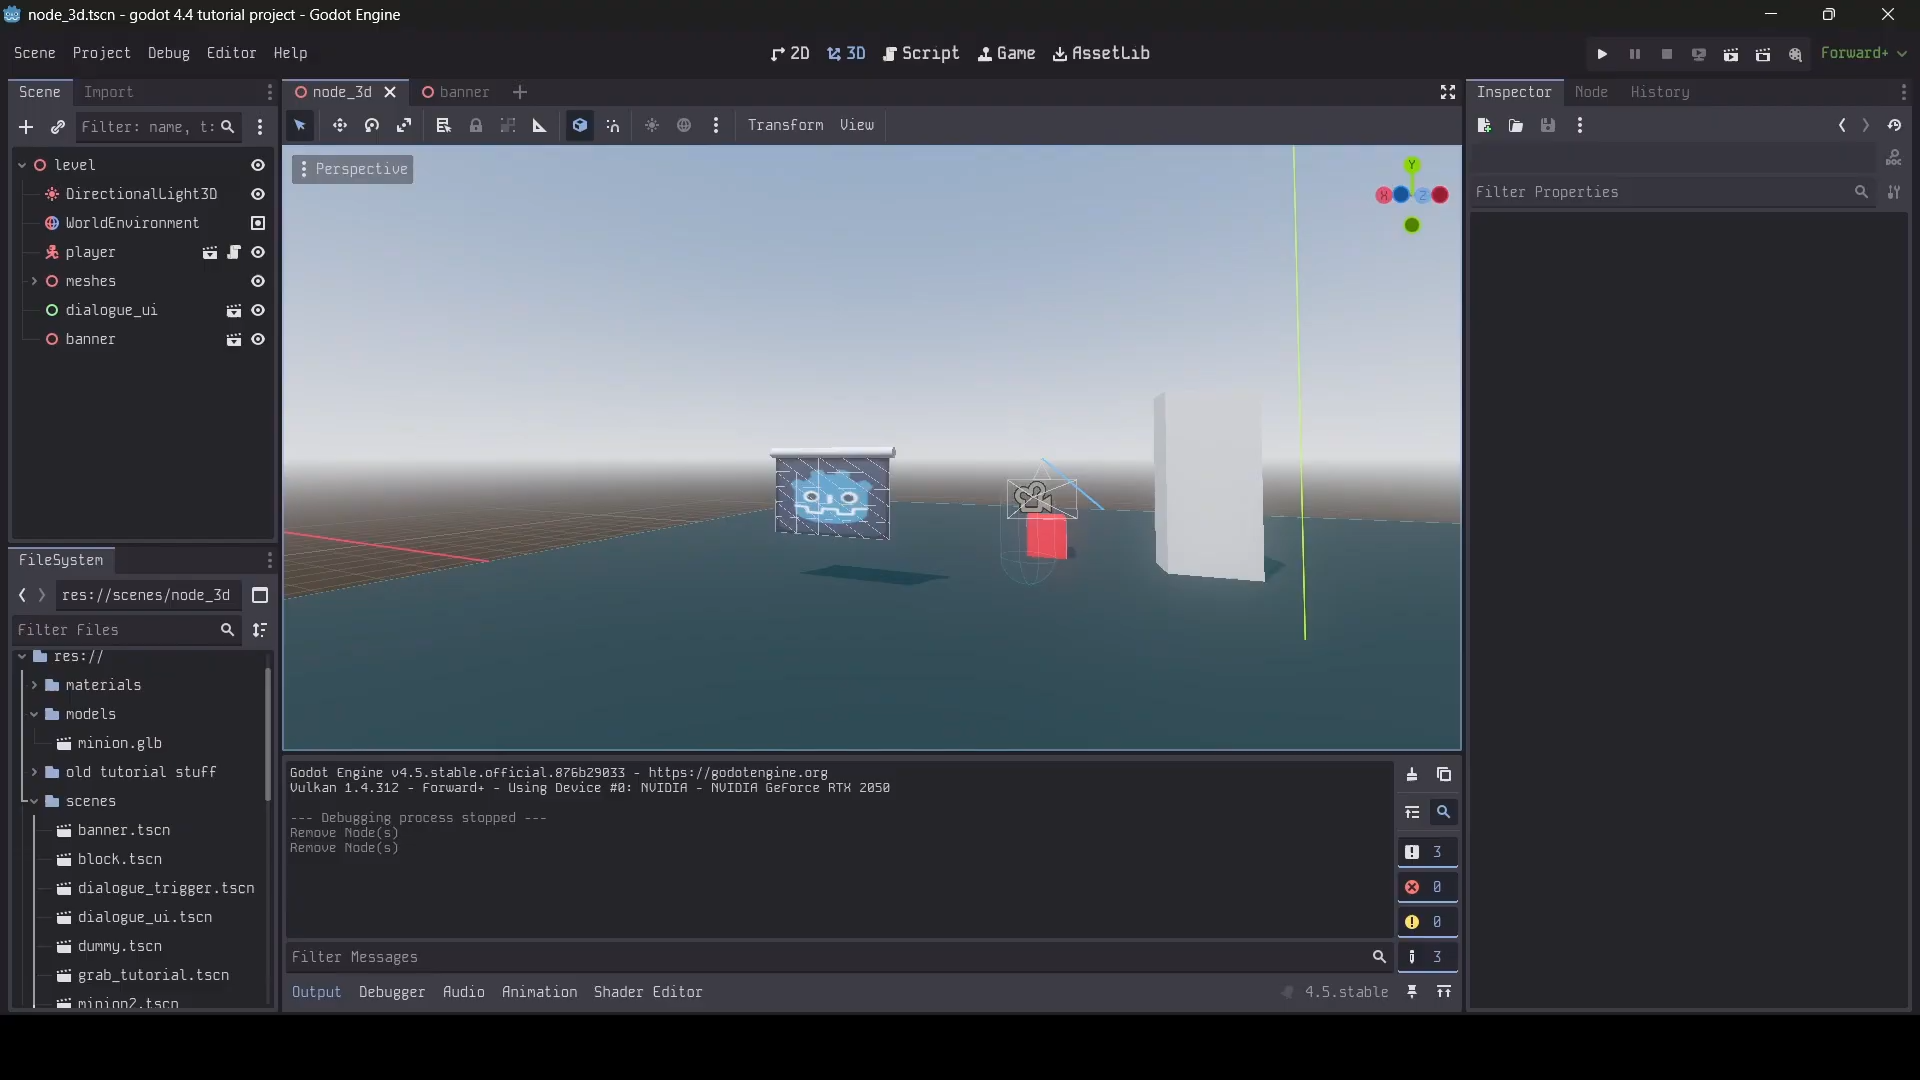 node_3d.tscn - godot 4.4 tutorial project - Godot Engine
Scene Project Debug Editor Help
2D 3D Script Game AssetLib
Forward+
Scene Import
node_3d banner
Inspector Node History
Filter: name, t:
Transform View
level
Perspective
Y
X Z
Filter Properties
DirectionalLight3D
WorldEnvironment
player
meshes
dialogue_ui
banner
FileSystem
res://scenes/node_3d
Filter Files
res://
materials
models
minion.glb
old tutorial stuff
scenes
banner.tscn
block.tscn
dialogue_trigger.tscn
dialogue_ui.tscn
dummy.tscn
grab_tutorial.tscn
minion2.tscn
Godot Engine v4.5.stable.official.876b29033 - https://godotengine.org
Vulkan 1.4.312 - Forward+ - Using Device #0: NVIDIA - NVIDIA GeForce RTX 2050
--- Debugging process stopped ---
Remove Node(s)
Remove Node(s)
3
0
0
3
Filter Messages
Output Debugger Audio Animation Shader Editor
4.5.stable